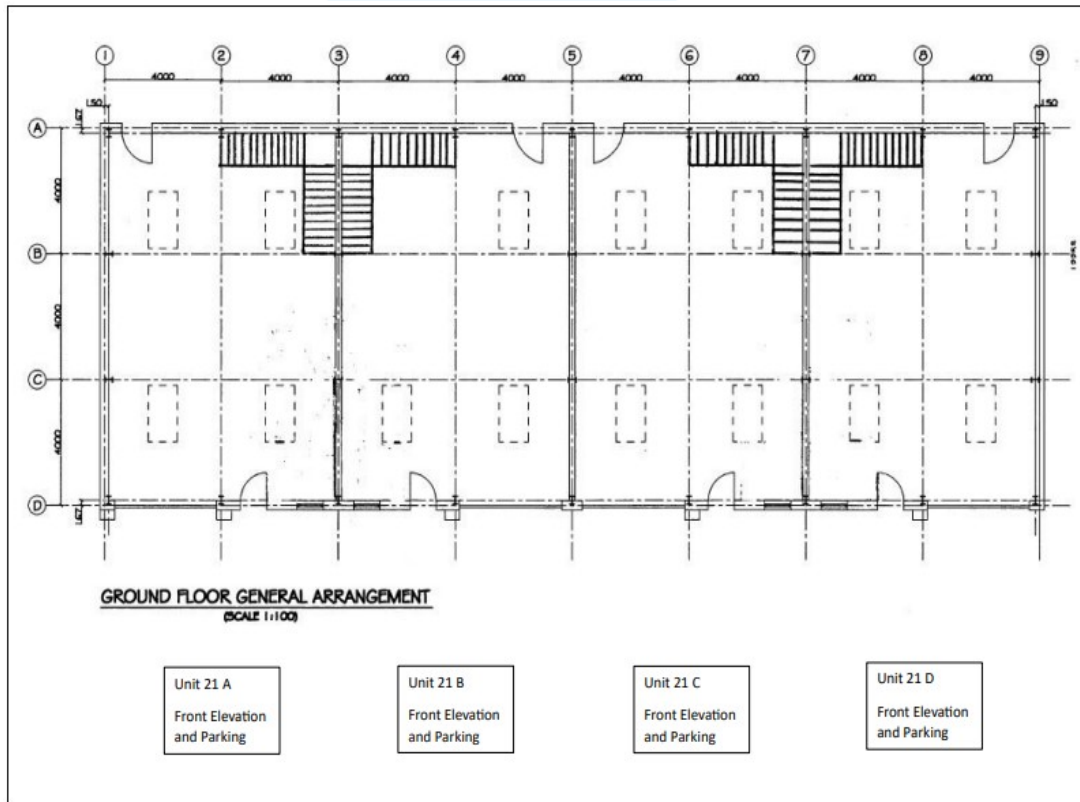 1 2 3 4 5 6 7 8 9
4000 4000 4000 4000 4000 4000 4000 4000
150 150
167
A
4000
B
4000
C
4000
D
167
GROUND FLOOR GENERAL ARRANGEMENT
(SCALE 1:100)
Unit 21 A
Front Elevation
and Parking
Unit 21 B
Front Elevation
and Parking
Unit 21 C
Front Elevation
and Parking
Unit 21 D
Front Elevation
and Parking